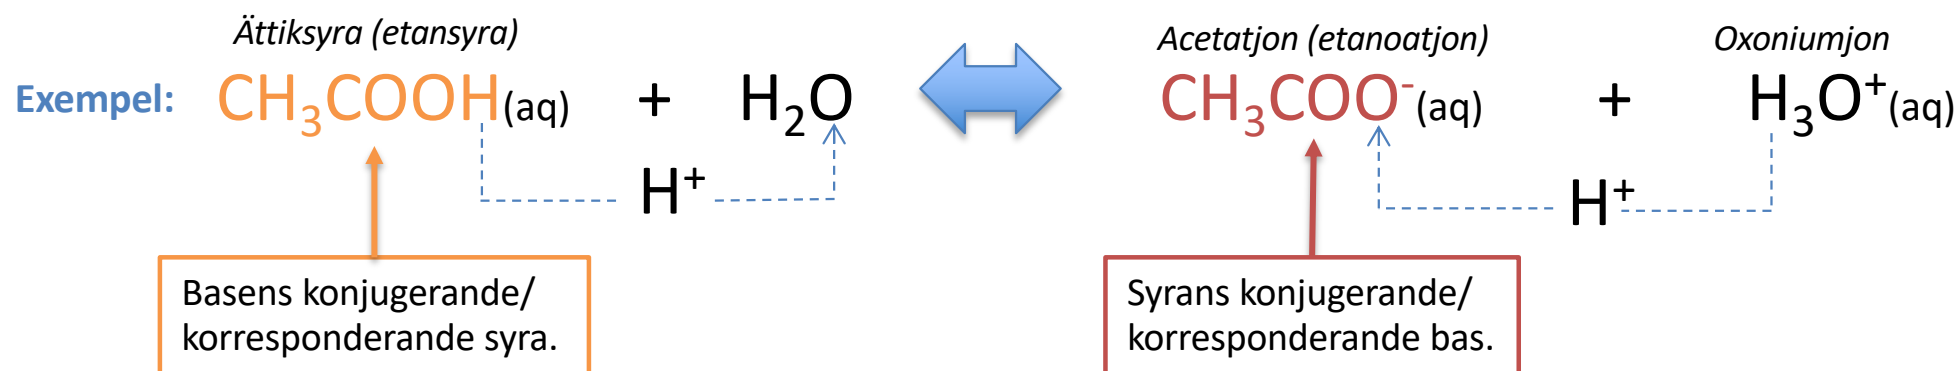 Ättiksyra (etansyra) Acetatjon (etanoatjon) Oxoniumjon
Exempel: CH₃COOH(aq) + H₂O CH₃COO⁻(aq) + H₃O⁺(aq)
H⁺ H⁺
Basens konjugerande/
korresponderande syra.
Syrans konjugerande/
korresponderande bas.